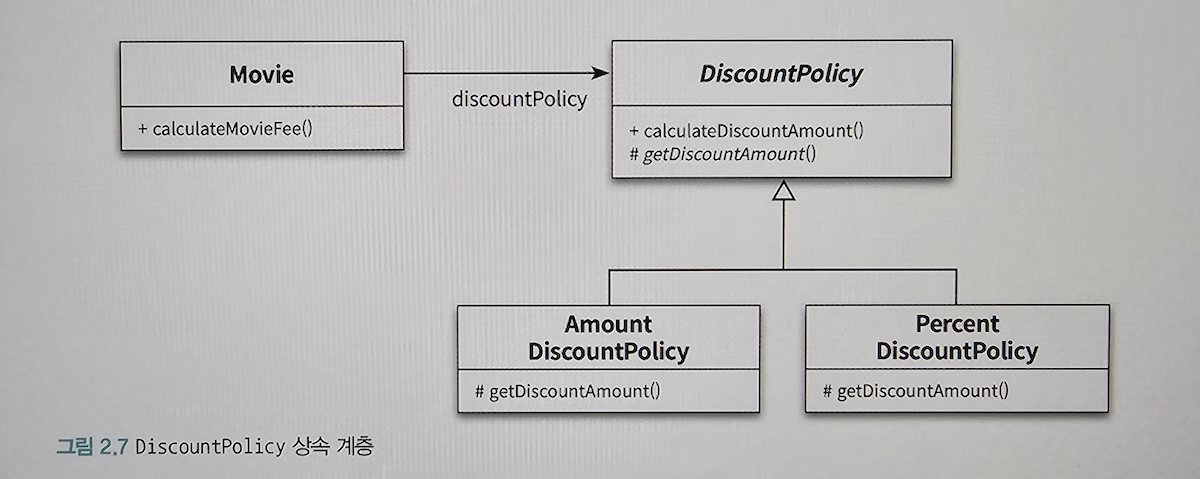 Movie
+ calculateMovieFee()
discountPolicy
DiscountPolicy
+ calculateDiscountAmount()
# getDiscountAmount()
Amount
DiscountPolicy
# getDiscountAmount()
Percent
DiscountPolicy
# getDiscountAmount()
그림 2.7 DiscountPolicy 상속 계층